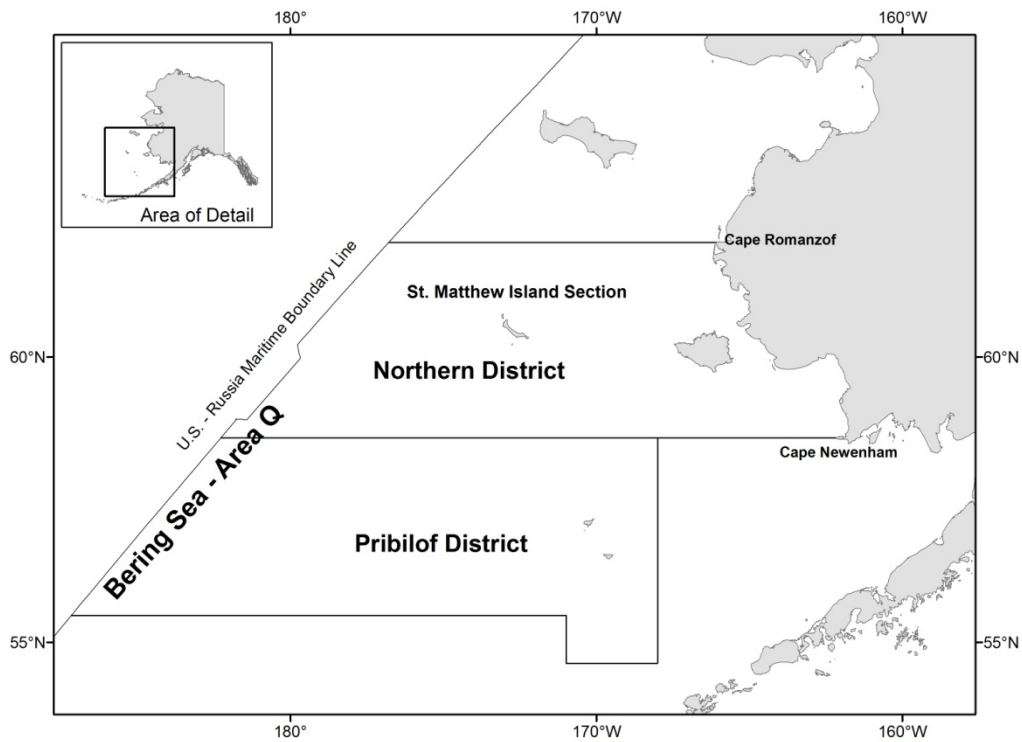 180°
170°W
160°W
Area of Detail
Cape Romanzof
U.S. - Russia Maritime Boundary Line
St. Matthew Island Section
60°N
60°N
Northern District
Bering Sea - Area Q
Cape Newenham
Pribilof District
55°N
55°N
180°
170°W
160°W